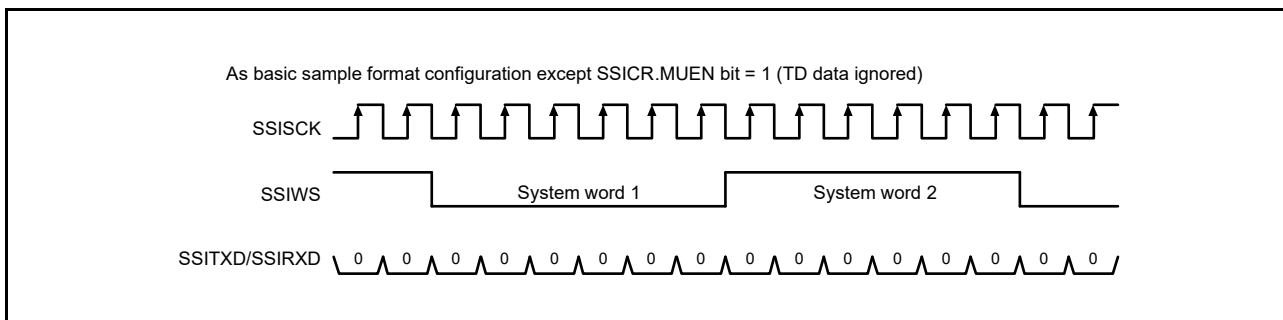 As basic sample format configuration except SSICR.MUEN bit = 1 (TD data ignored)
SSISCK
SSIWS System word 1 System word 2
SSITXD/SSIRXD 0 0 0 0 0 0 0 0 0 0 0 0 0 0 0 0